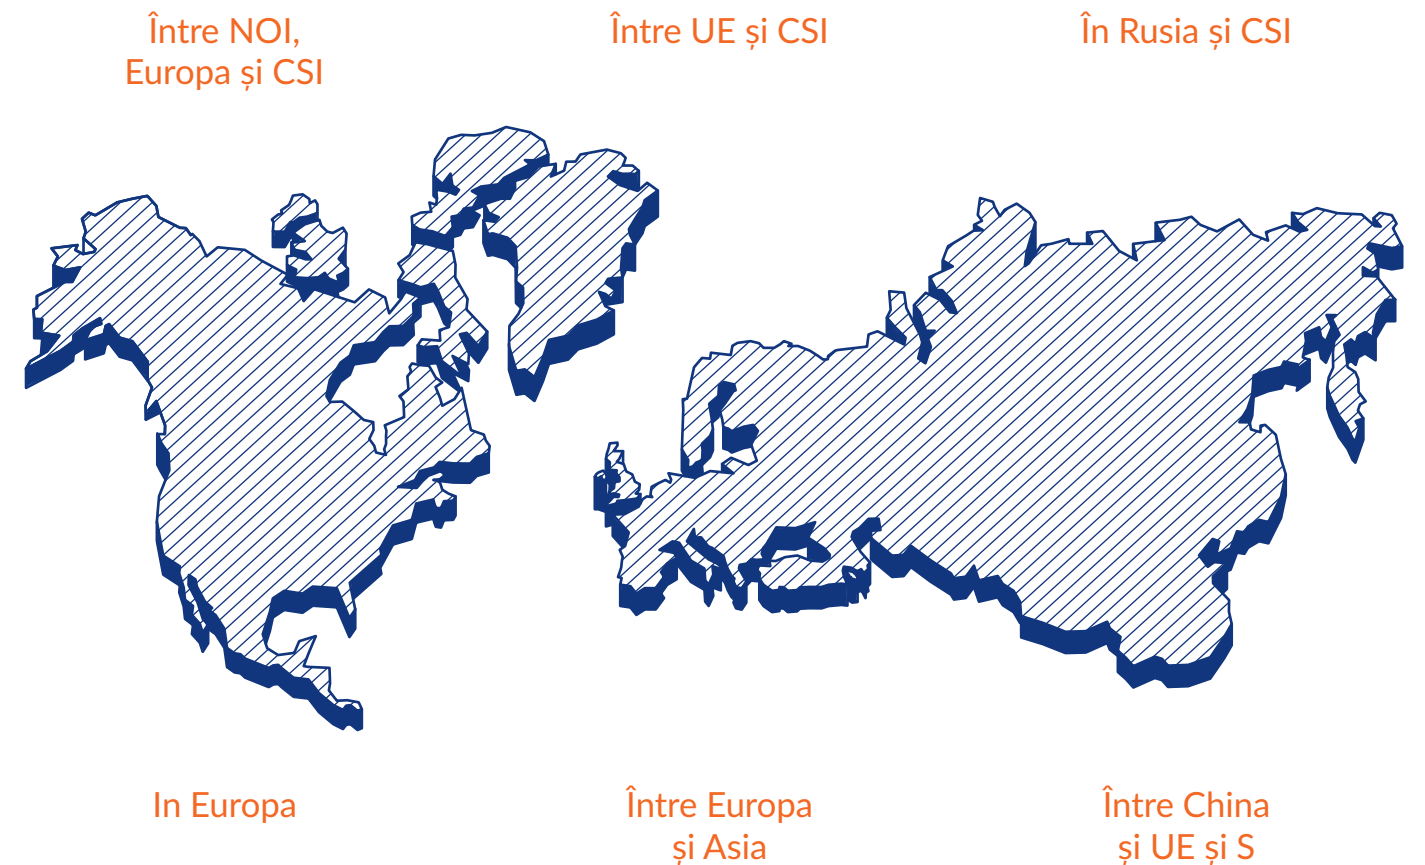 Între NOI,
Europa și CSI
Între UE și CSI
În Rusia și CSI
In Europa
Între Europa
și Asia
Între China
și UE și S